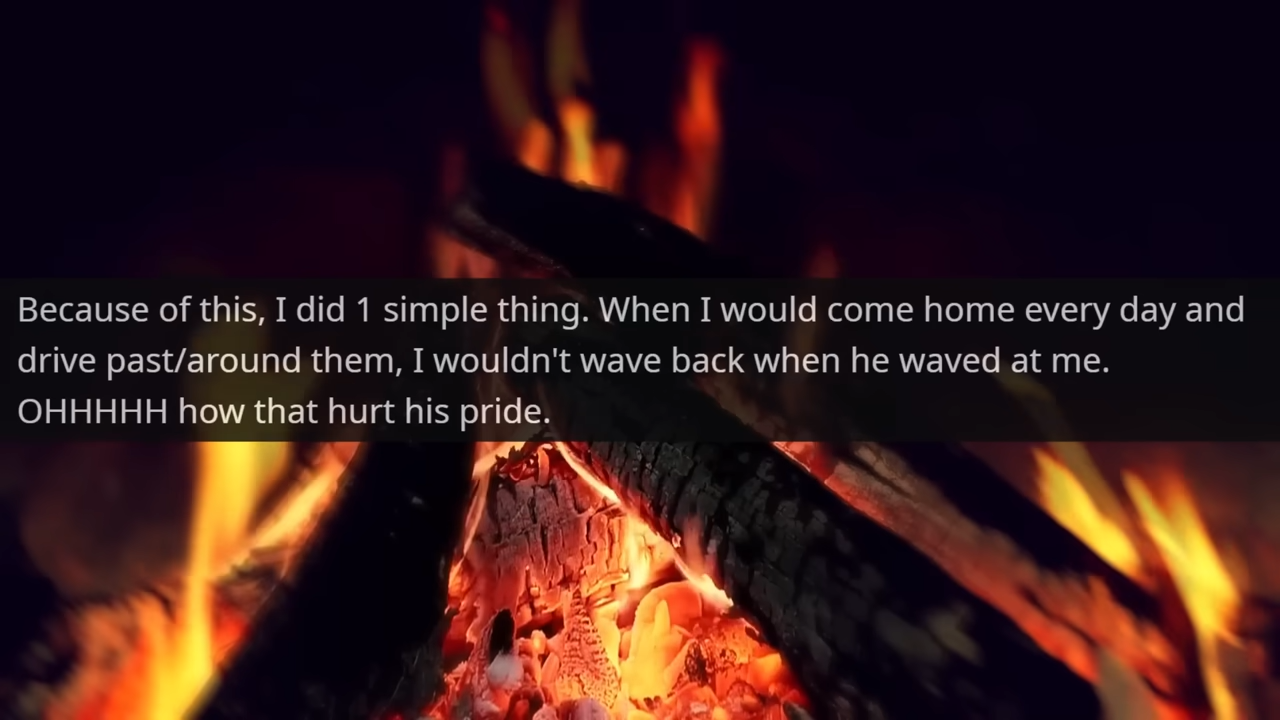 Because of this, I did 1 simple thing. When I would come home every day and
drive past/around them, I wouldn't wave back when he waved at me.
OHHHHH how that hurt his pride.